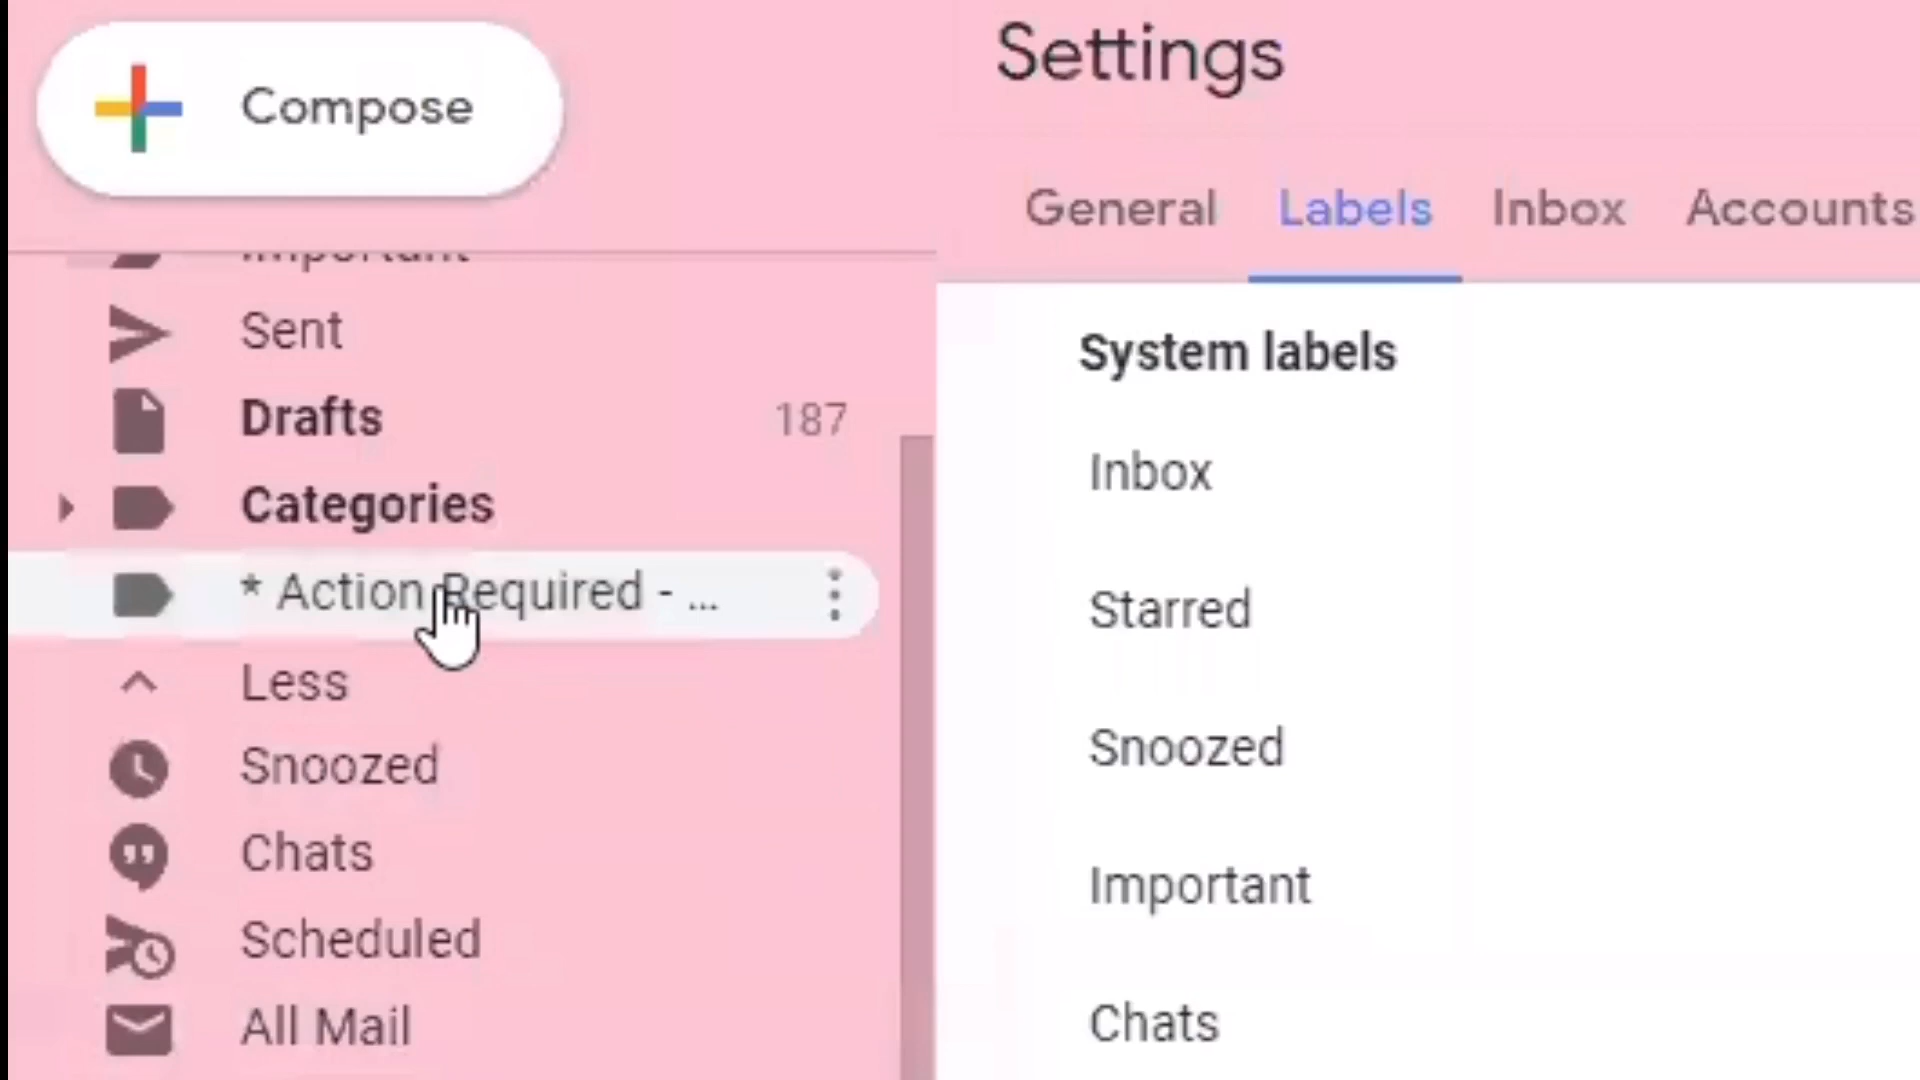 Compose
Important
Sent
Drafts
187
Categories
* Action Required - ...
Less
Snoozed
Chats
Scheduled
All Mail
Settings
General
Labels
Inbox
Accounts
System labels
Inbox
Starred
Snoozed
Important
Chats